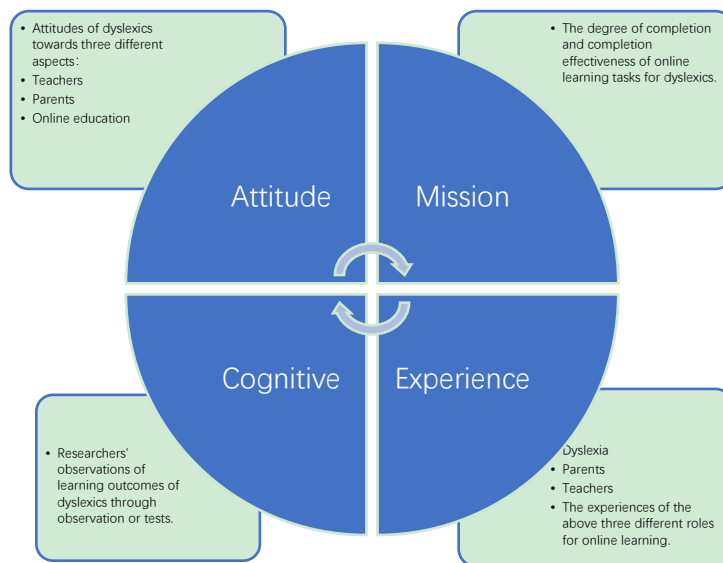 • Attitudes of dyslexics
towards three different
aspects:
• Teachers
• Parents
• Online education
• The degree of completion
and completion
effectiveness of online
learning tasks for dyslexics.
Attitude
Mission
Cognitive
Experience
• Researchers'
observations of
learning outcomes of
dyslexics through
observation or tests.
Dyslexia
• Parents
• Teachers
• The experiences of the
above three different roles
for online learning.